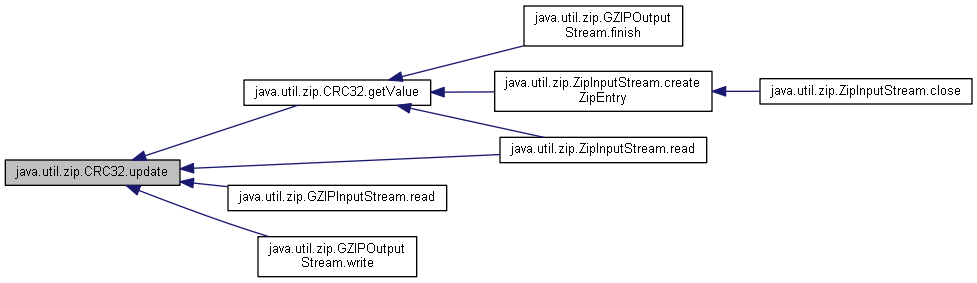 java.util.zip.GZIPOutput
Stream.finish
java.util.zip.CRC32.getValue
java.util.zip.ZipInputStream.create
ZipEntry
java.util.zip.ZipInputStream.close
java.util.zip.ZipInputStream.read
java.util.zip.CRC32.update
java.util.zip.GZIPInputStream.read
java.util.zip.GZIPOutput
Stream.write